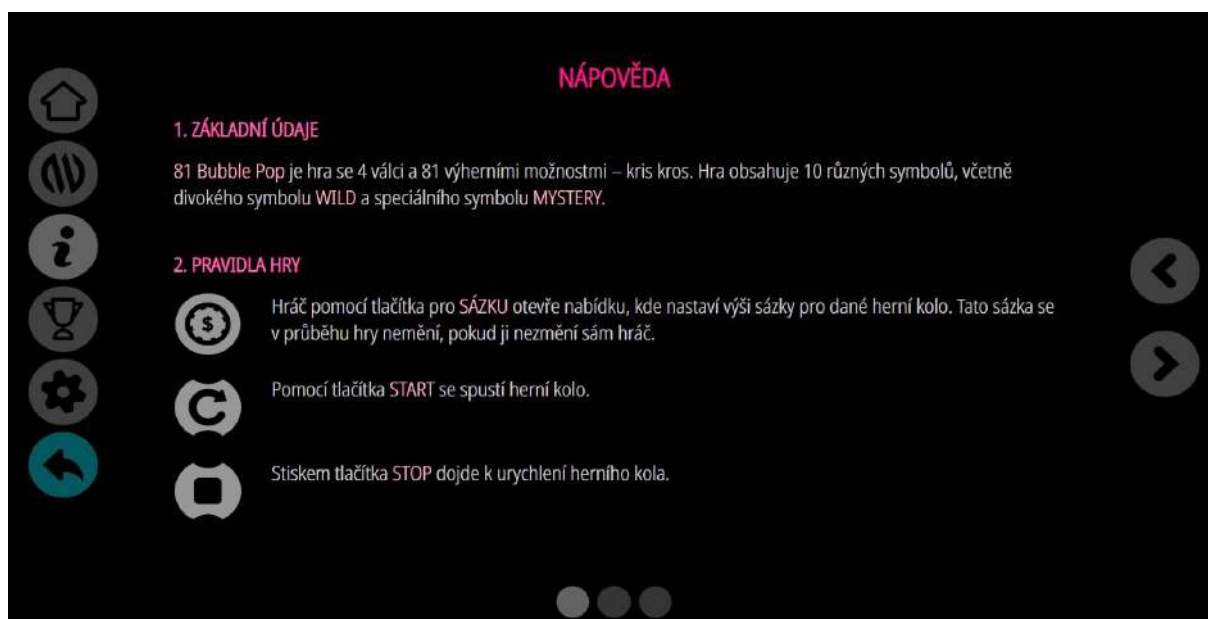 NÁPOVĚDA
1. ZÁKLADNÍ ÚDAJE
81 Bubble Pop je hra se 4 válci a 81 výherními možnostmi – kris kros. Hra obsahuje 10 různých symbolů, včetně
divokého symbolu WILD a speciálního symbolu MYSTERY.
2. PRAVIDLA HRY
Hráč pomocí tlačítka pro SÁZKU otevře nabídku, kde nastaví výši sázky pro dané herní kolo. Tato sázka se
v průběhu hry nemění, pokud ji nezmění sám hráč.
Pomocí tlačítka START se spustí herní kolo.
Stiskem tlačítka STOP dojde k urychlení herního kola.